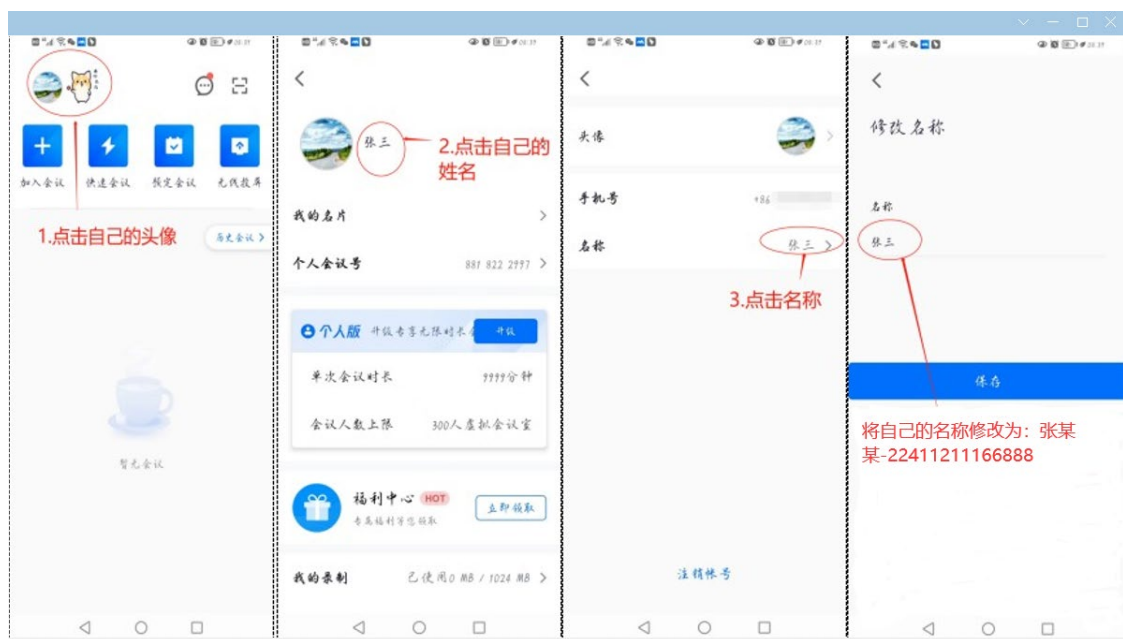 加入会议
快速会议
预定会议
无线投屏
1.点击自己的头像
历史会议 >
暂无会议
张三
2.点击自己的
姓名
我的名片
个人会议号
881 822 2997
个人版
升级
单次会议时长
9999分钟
会议人数上限
300人虚拟会议室
福利中心 HOT
专属福利等您领取
立即领取
我的录制
已使用0 MB / 1024 MB
头像
手机号
+86
名称
张三
3.点击名称
注销帐号
修改名称
名称
张三
保存
将自己的名称修改为：张某
某-22411211166888